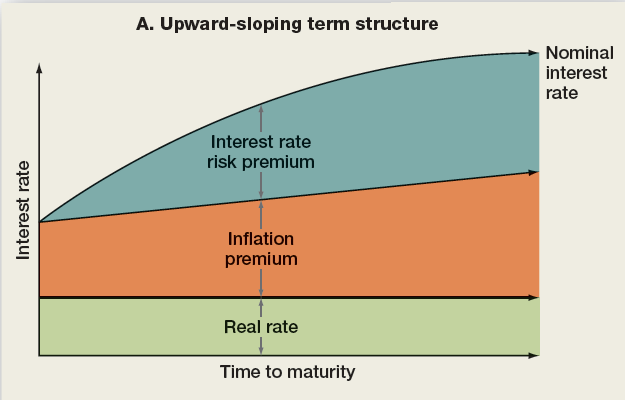 A. Upward-sloping term structure
Nominal
interest
rate
Interest rate
risk premium
Interest rate
Inflation
premium
Real rate
Time to maturity